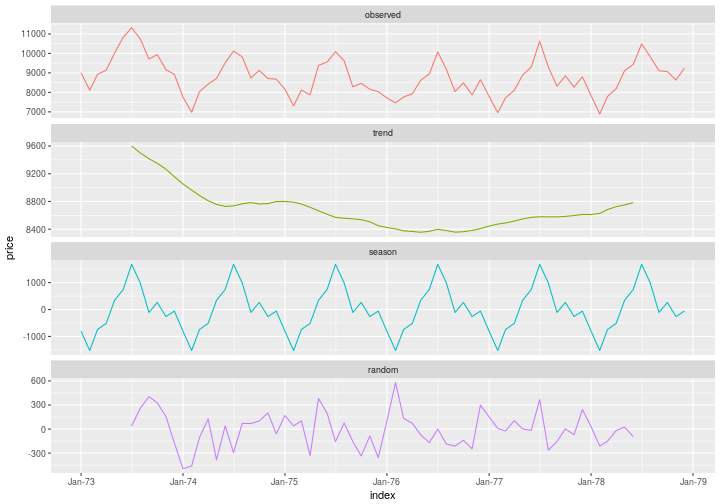 observed
11000
10000
9000
8000
7000
trend
9600
9200
8800
8400
price
season
1000
0
-1000
random
600
300
0
-300
Jan-73 Jan-74 Jan-75 Jan-76 Jan-77 Jan-78 Jan-79
index